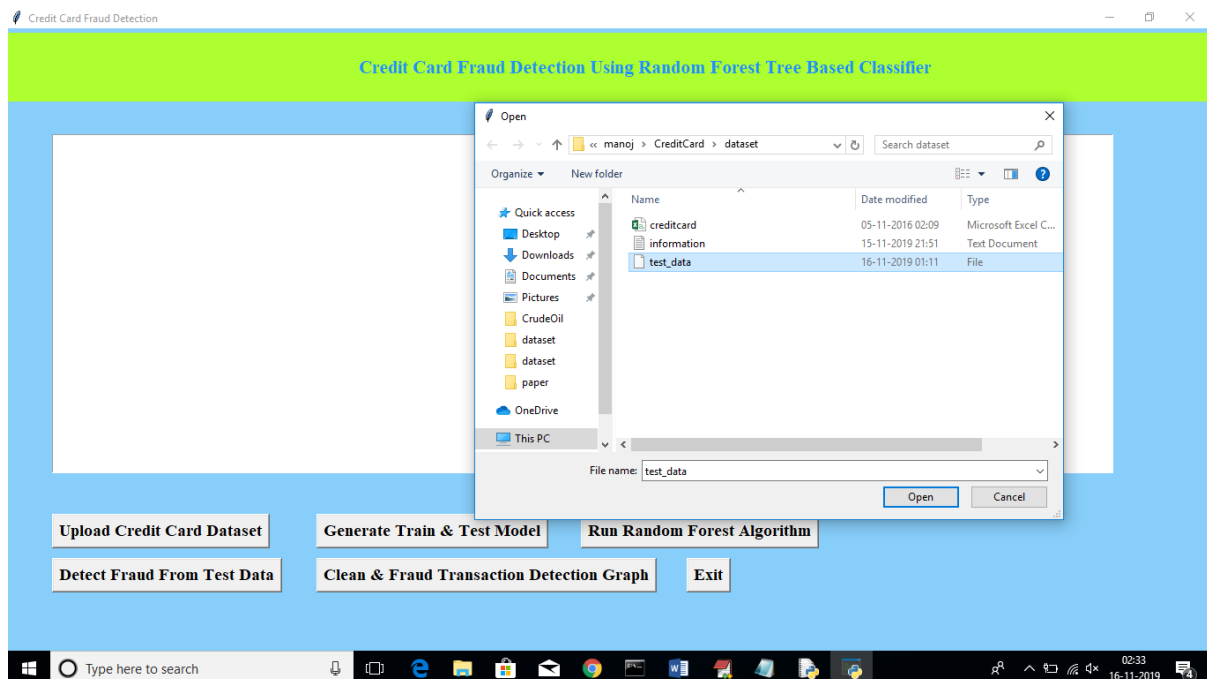 Credit Card Fraud Detection
Credit Card Fraud Detection Using Random Forest Tree Based Classifier
Open
« manoj › CreditCard › dataset
Search dataset
Organize
New folder
Name
Date modified
Type
Quick access
Desktop
Downloads
Documents
Pictures
CrudeOil
dataset
dataset
paper
OneDrive
This PC
creditcard 05-11-2016 02:09 Microsoft Excel C...
information 15-11-2019 21:51 Text Document
test_data 16-11-2019 01:11 File
File name: test_data
Open
Cancel
Upload Credit Card Dataset
Generate Train & Test Model
Run Random Forest Algorithm
Detect Fraud From Test Data
Clean & Fraud Transaction Detection Graph
Exit
Type here to search
02:33
16-11-2019
4